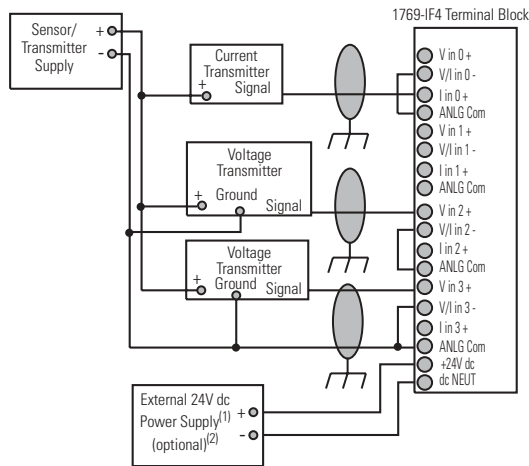 1769-IF4 Terminal Block
Sensor/
Transmitter
Supply
+
-
Current
Transmitter
Signal
+
Voltage
Transmitter
Ground
+
Signal
Voltage
Transmitter
Ground
+
Signal
External 24V dc
Power Supply(1)
(optional)(2)
+
-
V in 0 +
V/I in 0 -
I in 0 +
ANLG Com
V in 1 +
V/I in 1 -
I in 1 +
ANLG Com
V in 2 +
V/I in 2 -
I in 2 +
ANLG Com
V in 3 +
V/I in 3 -
I in 3 +
ANLG Com
+24V dc
dc NEUT